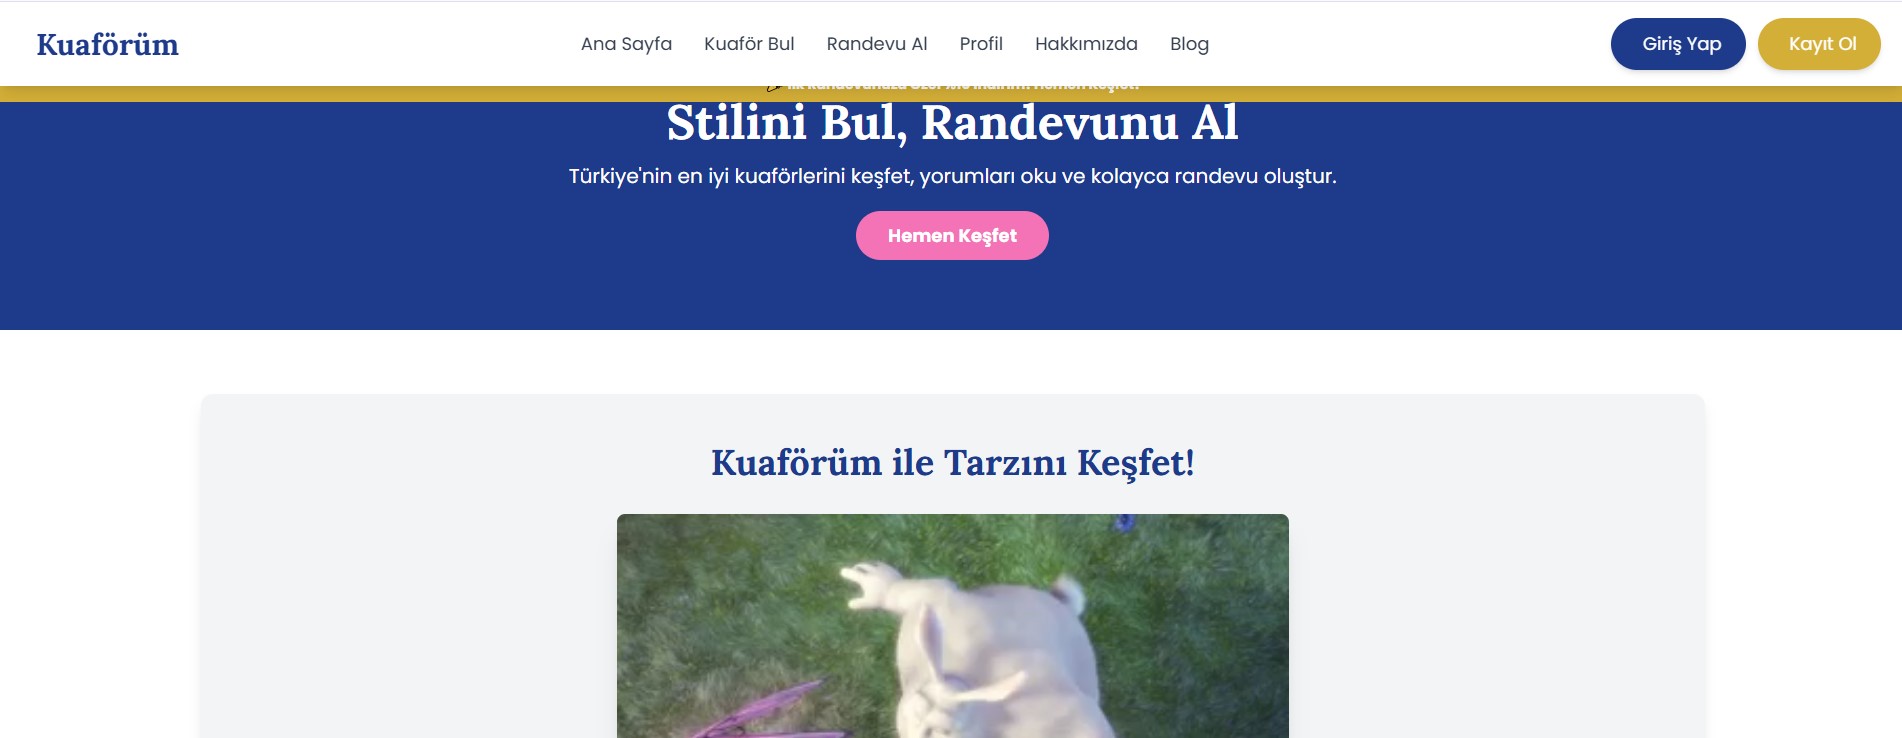 Kuaförüm
Ana Sayfa Kuaför Bul Randevu Al Profil Hakkımızda Blog
Giriş Yap Kayıt Ol
Stilini Bul, Randevunu Al
Türkiye'nin en iyi kuaförlerini keşfet, yorumları oku ve kolayca randevu oluştur.
Hemen Keşfet
Kuaförüm ile Tarzını Keşfet!